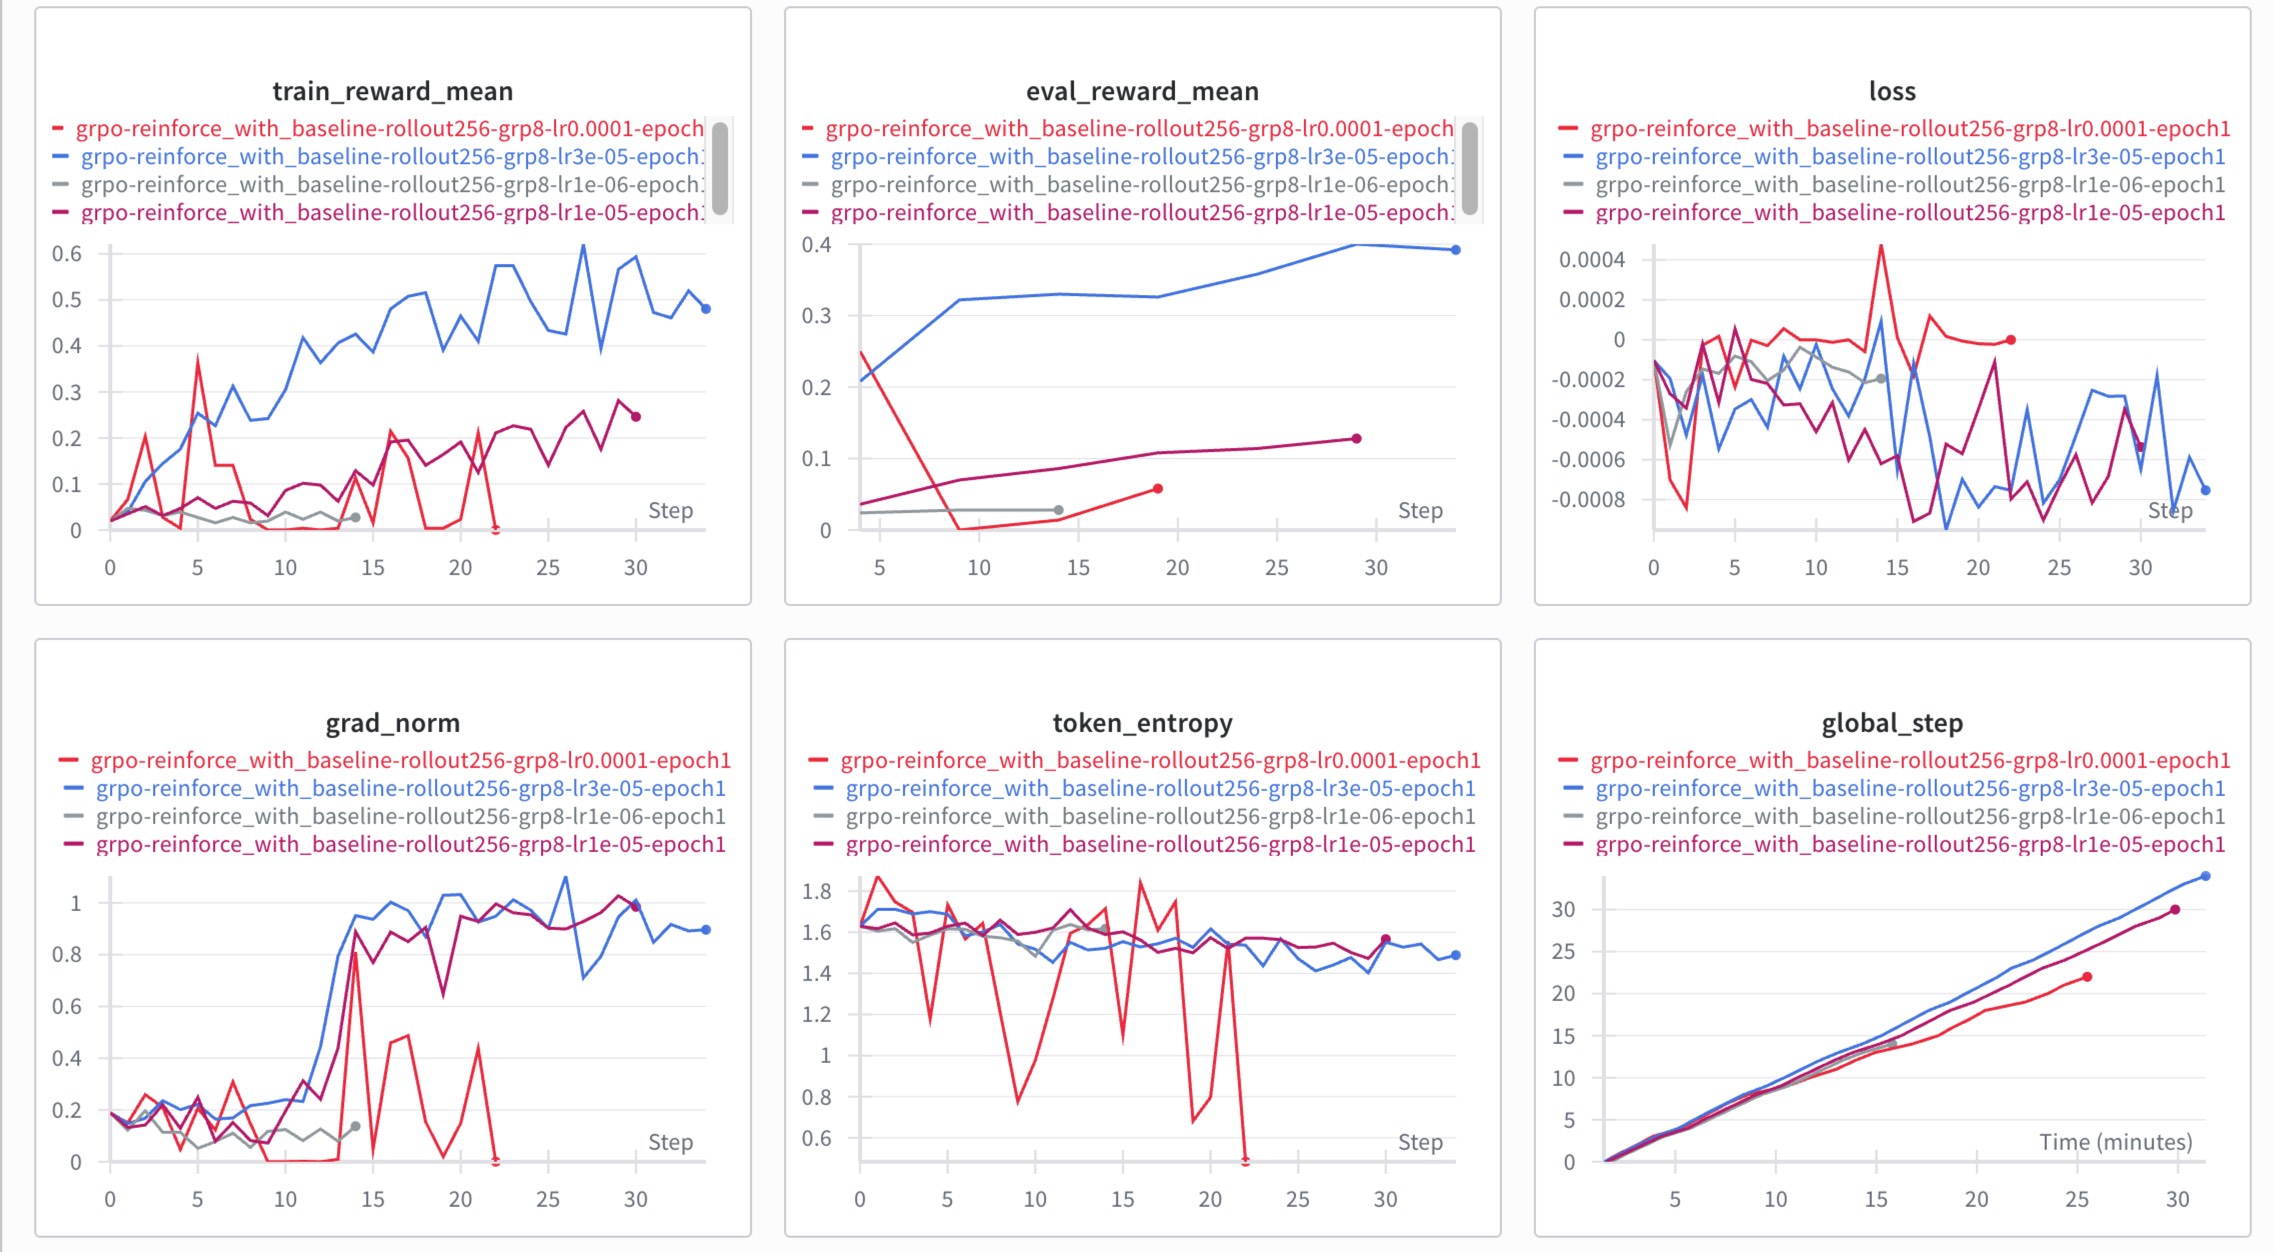 train_reward_mean
grpo-reinforce_with_baseline-rollout256-grp8-lr0.0001-epoch
grpo-reinforce_with_baseline-rollout256-grp8-lr3e-05-epoch1
grpo-reinforce_with_baseline-rollout256-grp8-lr1e-06-epoch1
grpo-reinforce_with_baseline-rollout256-grp8-lr1e-05-epoch1
0.6
0.5
0.4
0.3
0.2
0.1
0
Step
0 5 10 15 20 25 30
eval_reward_mean
grpo-reinforce_with_baseline-rollout256-grp8-lr0.0001-epoch
grpo-reinforce_with_baseline-rollout256-grp8-lr3e-05-epoch1
grpo-reinforce_with_baseline-rollout256-grp8-lr1e-06-epoch1
grpo-reinforce_with_baseline-rollout256-grp8-lr1e-05-epoch1
0.4
0.3
0.2
0.1
0
Step
5 10 15 20 25 30
loss
grpo-reinforce_with_baseline-rollout256-grp8-lr0.0001-epoch1
grpo-reinforce_with_baseline-rollout256-grp8-lr3e-05-epoch1
grpo-reinforce_with_baseline-rollout256-grp8-lr1e-06-epoch1
grpo-reinforce_with_baseline-rollout256-grp8-lr1e-05-epoch1
0.0004
0.0002
0
-0.0002
-0.0004
-0.0006
-0.0008
Step
0 5 10 15 20 25 30
grad_norm
grpo-reinforce_with_baseline-rollout256-grp8-lr0.0001-epoch1
grpo-reinforce_with_baseline-rollout256-grp8-lr3e-05-epoch1
grpo-reinforce_with_baseline-rollout256-grp8-lr1e-06-epoch1
grpo-reinforce_with_baseline-rollout256-grp8-lr1e-05-epoch1
1
0.8
0.6
0.4
0.2
0
Step
0 5 10 15 20 25 30
token_entropy
grpo-reinforce_with_baseline-rollout256-grp8-lr0.0001-epoch1
grpo-reinforce_with_baseline-rollout256-grp8-lr3e-05-epoch1
grpo-reinforce_with_baseline-rollout256-grp8-lr1e-06-epoch1
grpo-reinforce_with_baseline-rollout256-grp8-lr1e-05-epoch1
1.8
1.6
1.4
1.2
1
0.8
0.6
Step
0 5 10 15 20 25 30
global_step
grpo-reinforce_with_baseline-rollout256-grp8-lr0.0001-epoch1
grpo-reinforce_with_baseline-rollout256-grp8-lr3e-05-epoch1
grpo-reinforce_with_baseline-rollout256-grp8-lr1e-06-epoch1
grpo-reinforce_with_baseline-rollout256-grp8-lr1e-05-epoch1
30
25
20
15
10
5
0
Time (minutes)
5 10 15 20 25 30